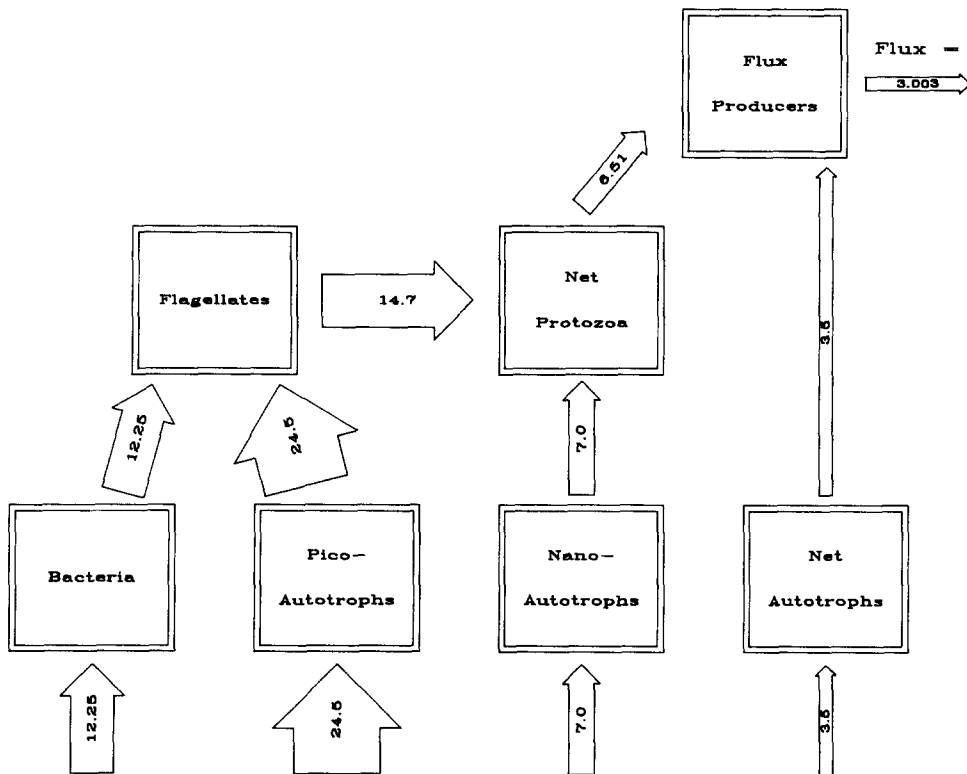 Flux
Producers
Flux —
3.003
6.51
Flagellates
14.7
Net
Protozoa
3.5
12.25
24.5
7.0
Bacteria
Pico—
Autotrophs
Nano—
Autotrophs
Net
Autotrophs
12.25
24.5
7.0
3.5